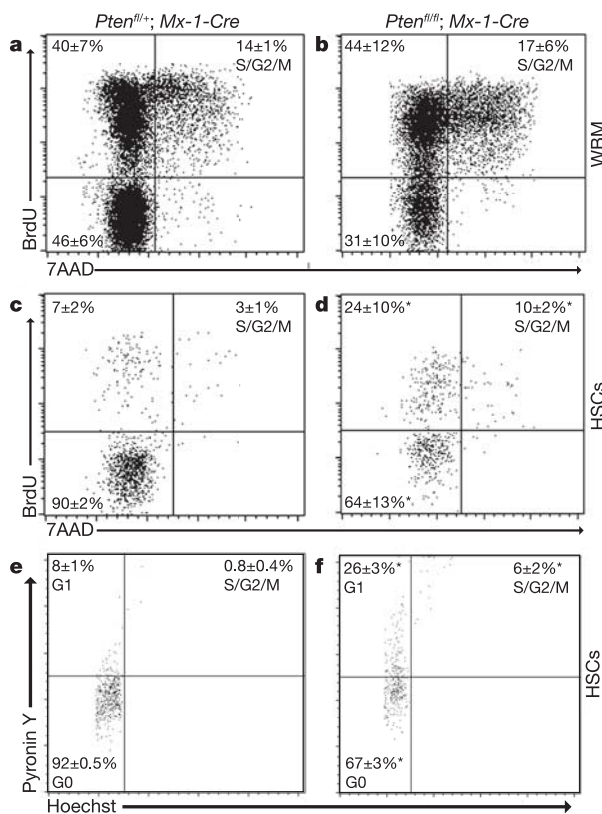 Pten^fl/+; Mx-1-Cre
Pten^fl/fl; Mx-1-Cre
a
40±7%
14±1%
S/G2/M
46±6%
b
44±12%
17±6%
S/G2/M
31±10%
WBM
BrdU
7AAD
c
7±2%
3±1%
S/G2/M
90±2%
d
24±10%*
10±2%*
S/G2/M
64±13%*
HSCs
BrdU
7AAD
e
8±1%
G1
0.8±0.4%
S/G2/M
92±0.5%
G0
f
26±3%*
G1
6±2%*
S/G2/M
67±3%*
G0
HSCs
Pyronin Y
Hoechst